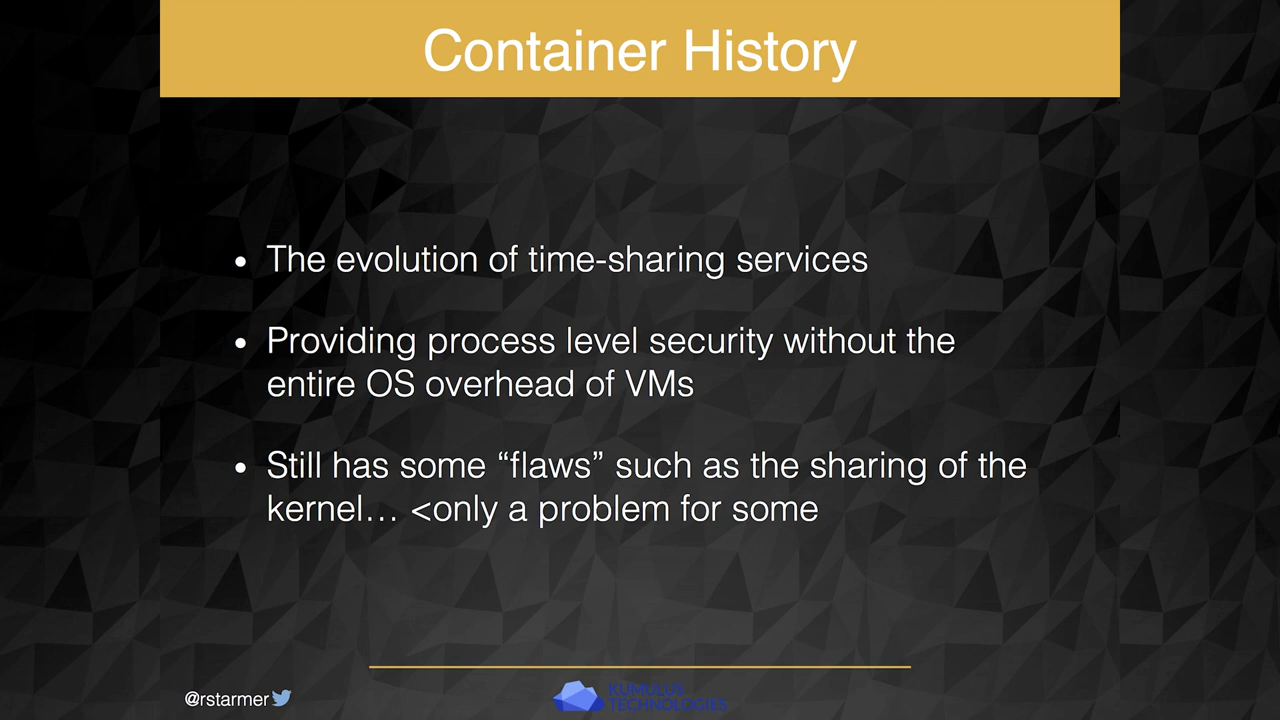 Container History
• The evolution of time-sharing services
• Providing process level security without the
entire OS overhead of VMs
• Still has some “flaws” such as the sharing of the
kernel… <only a problem for some
@rstarmer
KUMULUS
TECHNOLOGIES